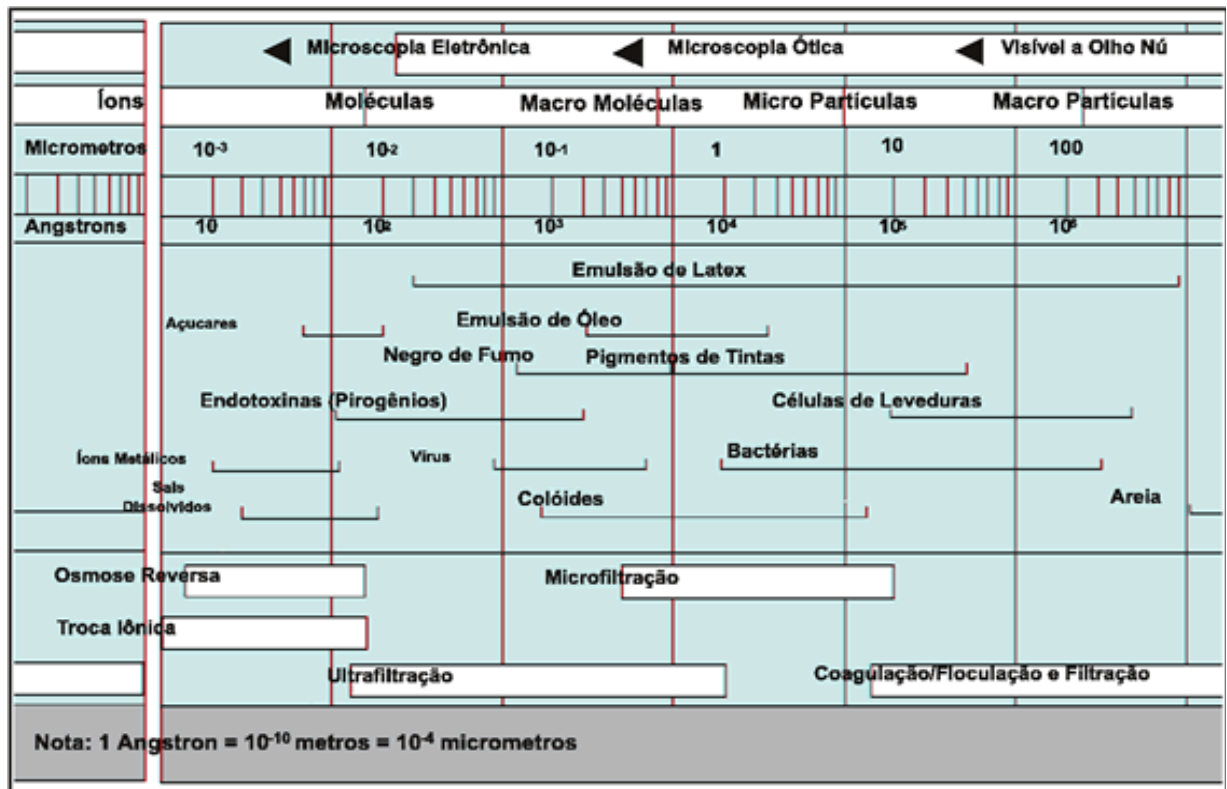 Microscopia Eletrônica Microscopia Ótica Visível a Olho Nú
Íons Moléculas Macro Moléculas Micro Partículas Macro Particulas
Micrometros 10-3 10-2 10-1 1 10 100
Angstrons 10 10² 10³ 10⁴ 10⁵ 10⁶
Emulsão de Latex
Açucares Emulsão de Óleo
Negro de Fumo Pigmentos de Tintas
Endotoxinas (Pirogênios) Células de Leveduras
Íons Metálicos Virus Bactérias
Sais
Dissolvidos Colóides Areia
Osmose Reversa Microfiltração
Troca Iônica
Ultrafiltração Coagulação/Floculação e Filtração
Nota: 1 Angstron = 10-10 metros = 10-4 micrometros